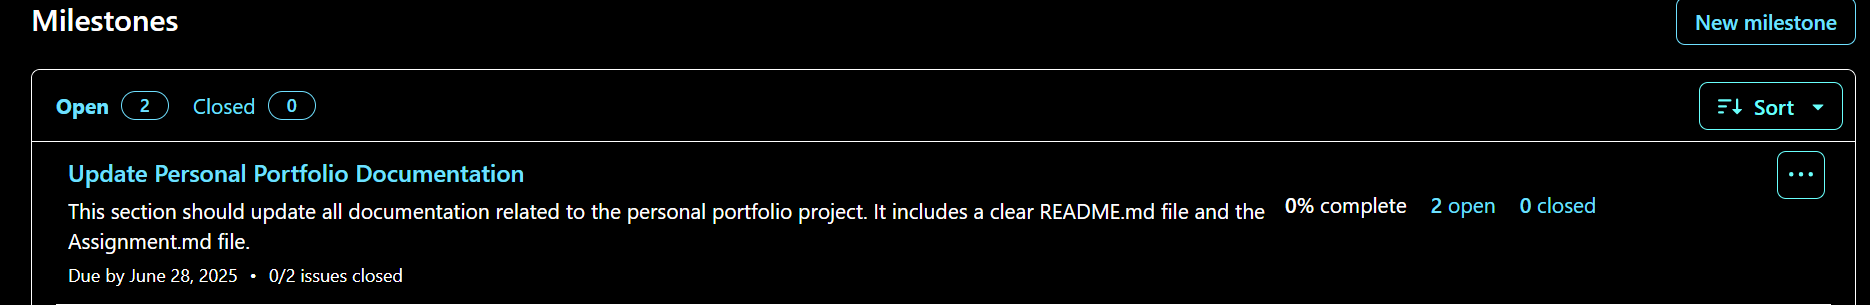 Milestones
New milestone
Open 2 Closed 0
Sort
Update Personal Portfolio Documentation
This section should update all documentation related to the personal portfolio project. It includes a clear README.md file and the
Assignment.md file.
0% complete 2 open 0 closed
Due by June 28, 2025 • 0/2 issues closed